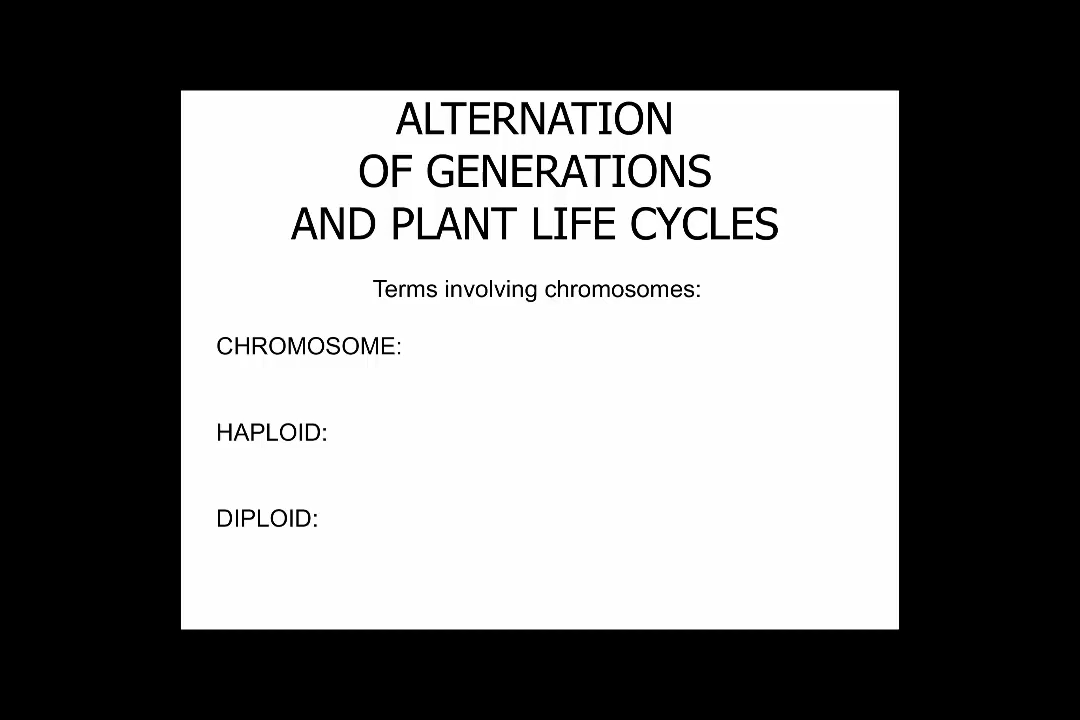 ALTERNATION
OF GENERATIONS
AND PLANT LIFE CYCLES
Terms involving chromosomes:
CHROMOSOME:
HAPLOID:
DIPLOID: